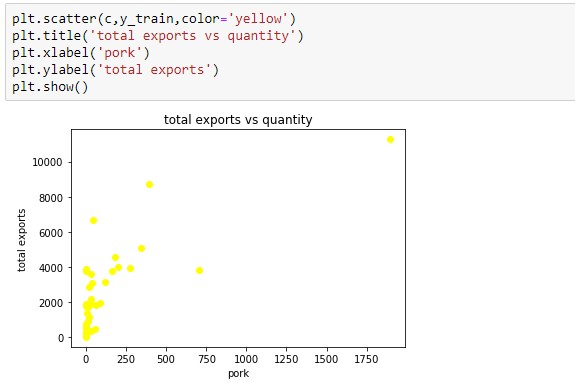 plt.scatter(c,y_train,color='yellow')
plt.title('total exports vs quantity')
plt.xlabel('pork')
plt.ylabel('total exports')
plt.show()
total exports vs quantity
10000
8000
6000
4000
2000
0
total exports
0 250 500 750 1000 1250 1500 1750
pork